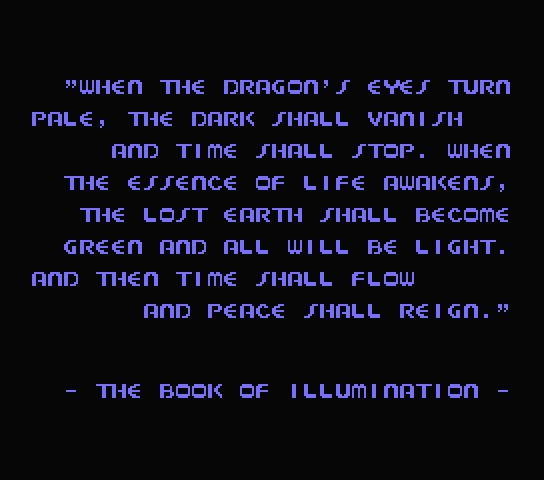 "WHEN THE DRAGON'S EYES TURN
PALE, THE DARK SHALL VANISH
AND TIME SHALL STOP. WHEN
THE ESSENCE OF LIFE AWAKENS,
THE LOST EARTH SHALL BECOME
GREEN AND ALL WILL BE LIGHT.
AND THEN TIME SHALL FLOW
AND PEACE SHALL REIGN."
- THE BOOK OF ILLUMINATION -